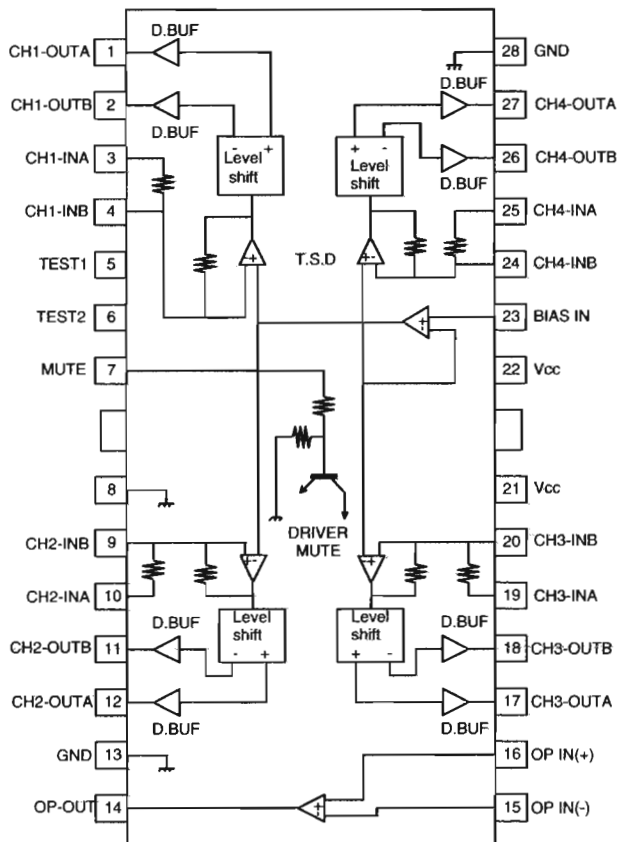 D.BUF
CH1-OUTA 1 28 GND
D.BUF
CH1-OUTB 2 27 CH4-OUTA
D.BUF
- + + -
CH1-INA 3 Level shift Level shift 26 CH4-OUTB
D.BUF
CH1-INB 4 25 CH4-INA
TEST1 5 -+ T.S.D +- 24 CH4-INB
TEST2 6 + - 23 BIAS IN
MUTE 7 22 Vcc
8 21 Vcc
DRIVER
MUTE
CH2-INB 9 20 CH3-INB
+- +-
CH2-INA 10 19 CH3-INA
D.BUF Level shift Level shift D.BUF
CH2-OUTB 11 - + + - 18 CH3-OUTB
CH2-OUTA 12 17 CH3-OUTA
D.BUF D.BUF
GND 13 16 OP IN(+)
OP-OUT 14 + - 15 OP IN(-)